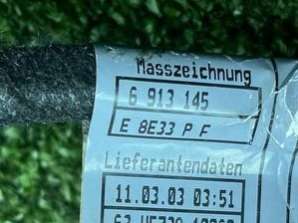 Masszeichnung
6 913 145
E 8E33 P F
Lieferantendaten
11.03.03 03:51